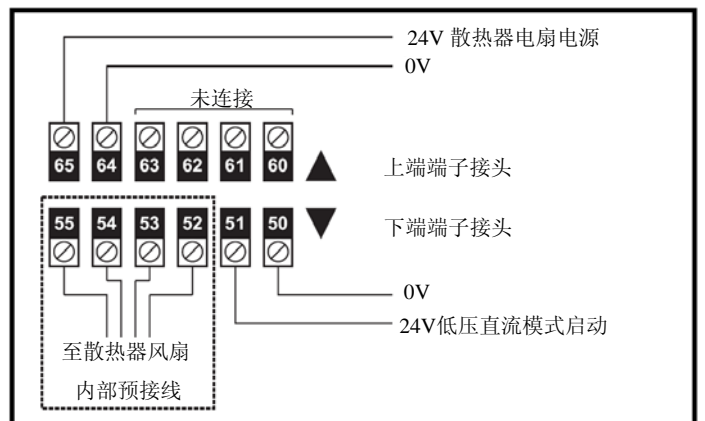 24V 散热器电扇电源
0V
未连接
65 64 63 62 61 60
上端端子接头
55 54 53 52 51 50
下端端子接头
0V
24V低压直流模式启动
至散热器风扇
内部预接线